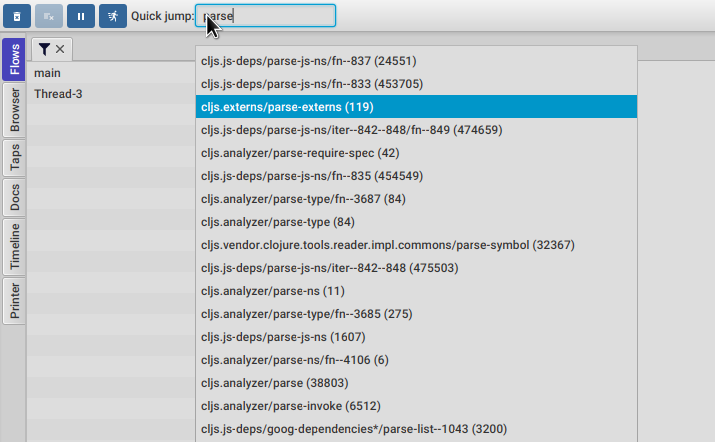 Quick jump: parse
Flows
Browser
Taps
Docs
Timeline
Printer
main
Thread-3
cljs.js-deps/parse-js-ns/fn--837 (24551)
cljs.js-deps/parse-js-ns/fn--833 (453705)
cljs.externs/parse-externs (119)
cljs.js-deps/parse-js-ns/iter--842--848/fn--849 (474659)
cljs.analyzer/parse-require-spec (42)
cljs.js-deps/parse-js-ns/fn--835 (454549)
cljs.analyzer/parse-type/fn--3687 (84)
cljs.analyzer/parse-type (84)
cljs.vendor.clojure.tools.reader.impl.commons/parse-symbol (32367)
cljs.js-deps/parse-js-ns/iter--842--848 (475503)
cljs.analyzer/parse-ns (11)
cljs.analyzer/parse-type/fn--3685 (275)
cljs.js-deps/parse-js-ns (1607)
cljs.analyzer/parse-ns/fn--4106 (6)
cljs.analyzer/parse (38803)
cljs.analyzer/parse-invoke (6512)
cljs.js-deps/goog-dependencies*/parse-list--1043 (3200)